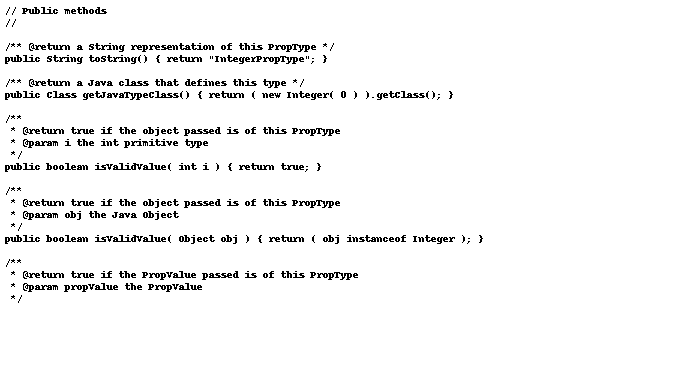 // Public methods
//
/** @return a String representation of this PropType */
public String toString() { return "IntegerPropType"; }
/** @return a Java class that defines this type */
public Class getJavaTypeClass() { return ( new Integer( 0 ) ).getClass(); }
/**
* @return true if the object passed is of this PropType
* @param i the int primitive type
*/
public boolean isValidValue( int i ) { return true; }
/**
* @return true if the object passed is of this PropType
* @param obj the Java Object
*/
public boolean isValidValue( Object obj ) { return ( obj instanceof Integer ); }
/**
* @return true if the PropValue passed is of this PropType
* @param propValue the PropValue
*/